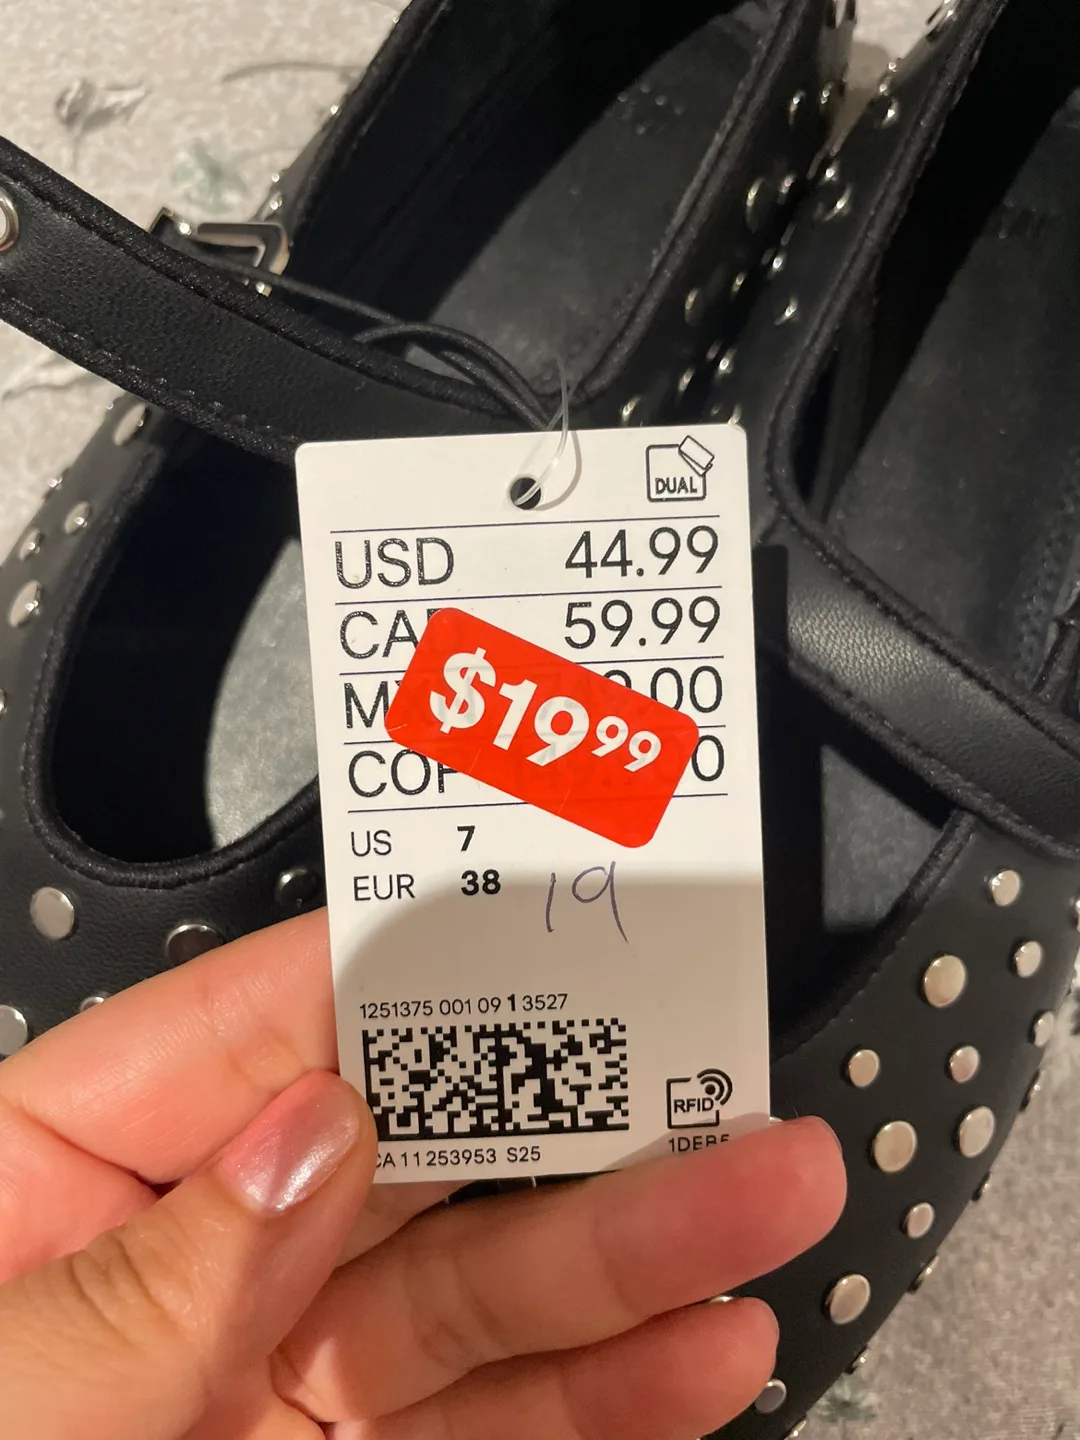 DUAL
USD 44.99
CA 59.99
$19.99
US 7
EUR 38
19
1251375 001 09 1 3527
RFID
CA 11 253953 S25